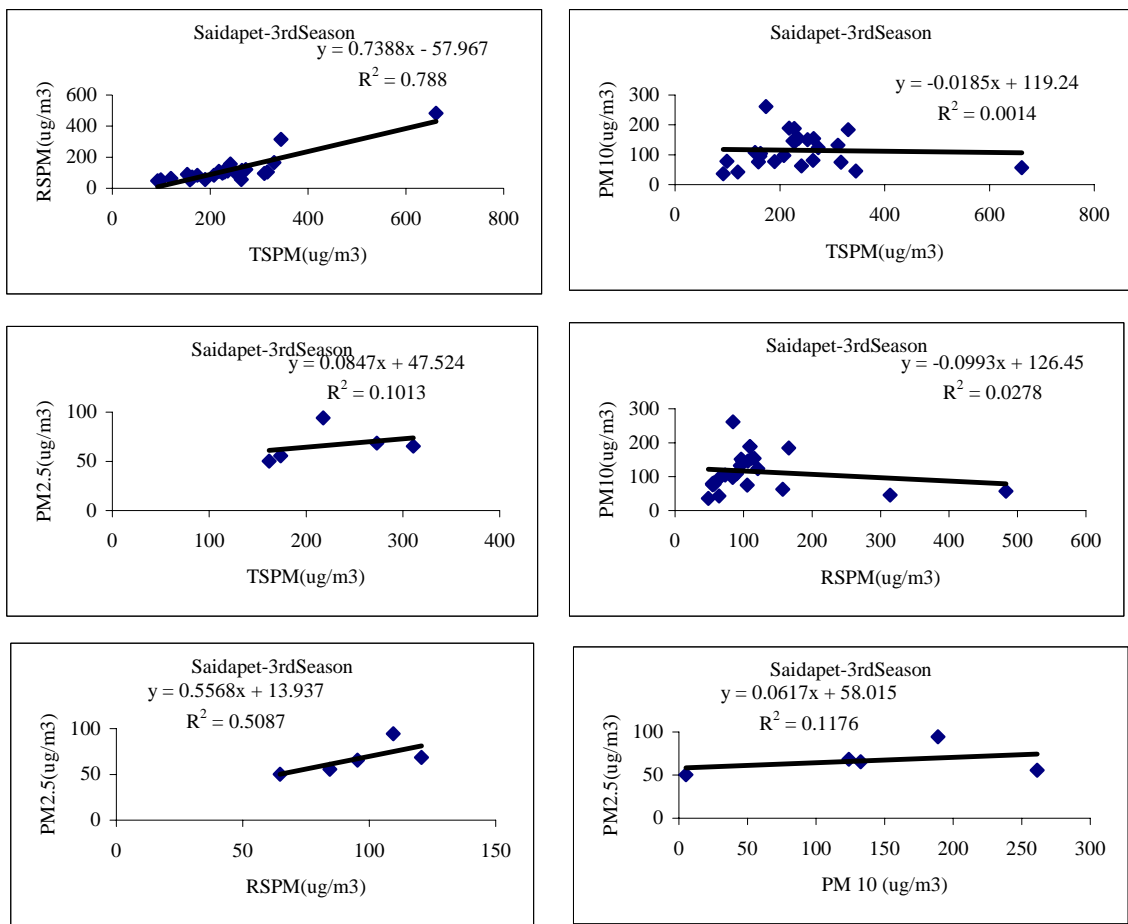 Saidapet-3rdSeason
y = 0.7388x - 57.967
R² = 0.788
RSPM(ug/m3)
600
400
200
0
0 200 400 600 800
TSPM(ug/m3)
Saidapet-3rdSeason
y = -0.0185x + 119.24
R² = 0.0014
PM10(ug/m3)
300
200
100
0
0 200 400 600 800
TSPM(ug/m3)
Saidapet-3rdSeason
y = 0.0847x + 47.524
R² = 0.1013
PM2.5(ug/m3)
100
50
0
0 100 200 300 400
TSPM(ug/m3)
Saidapet-3rdSeason
y = -0.0993x + 126.45
R² = 0.0278
PM10(ug/m3)
300
200
100
0
0 100 200 300 400 500 600
RSPM(ug/m3)
Saidapet-3rdSeason
y = 0.5568x + 13.937
R² = 0.5087
PM2.5(ug/m3)
100
50
0
0 50 100 150
RSPM(ug/m3)
Saidapet-3rdSeason
y = 0.0617x + 58.015
R² = 0.1176
PM2.5(ug/m3)
100
50
0
0 50 100 150 200 250 300
PM 10 (ug/m3)